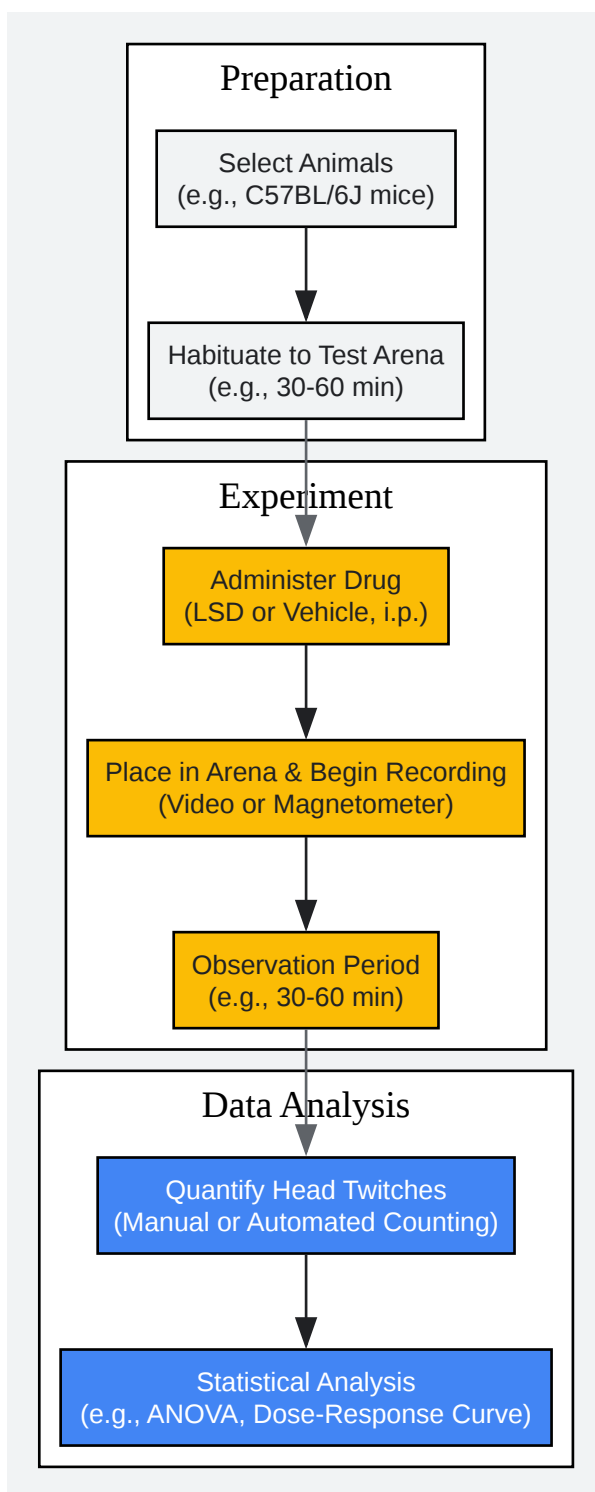 Preparation
Select Animals
(e.g., C57BL/6J mice)
Habituate to Test Arena
(e.g., 30-60 min)
Experiment
Administer Drug
(LSD or Vehicle, i.p.)
Place in Arena & Begin Recording
(Video or Magnetometer)
Observation Period
(e.g., 30-60 min)
Data Analysis
Quantify Head Twitches
(Manual or Automated Counting)
Statistical Analysis
(e.g., ANOVA, Dose-Response Curve)